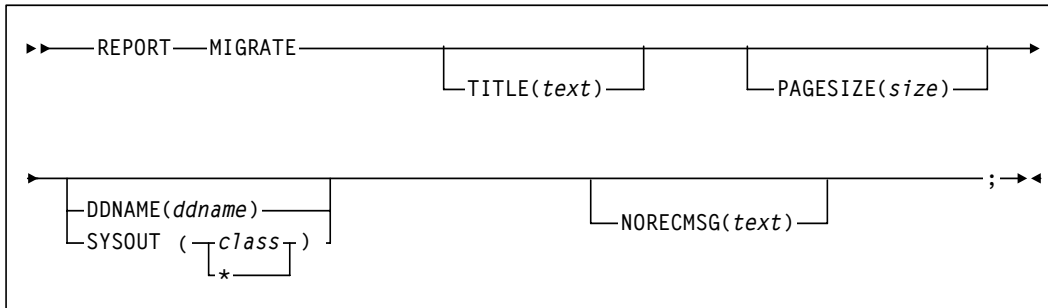 REPORT MIGRATE
TITLE(text) PAGESIZE(size)
;
DDNAME(ddname)
SYSOUT (class) NORECMSG(text)
*